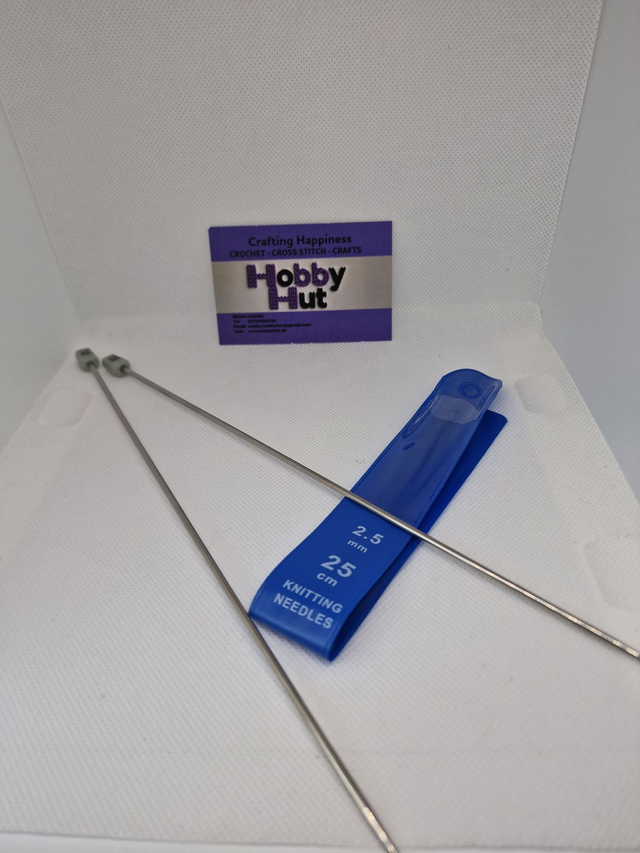 Crafting Happiness
CROCHET - CROSS STITCH - CRAFTS
Hobby
Hut
2.5
mm
25
cm
KNITTING
NEEDLES